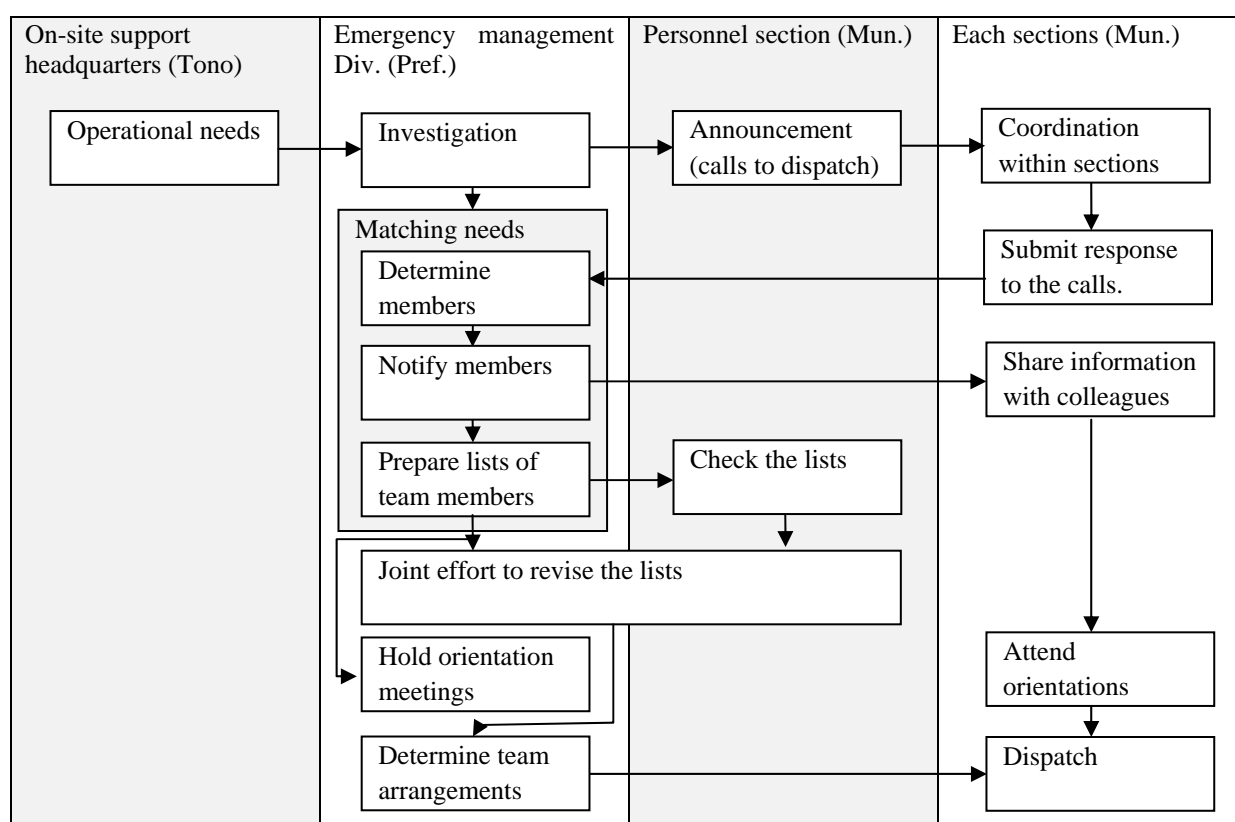 On-site support
headquarters (Tono)
Emergency management
Div. (Pref.)
Personnel section (Mun.)
Each sections (Mun.)
Operational needs
Investigation
Announcement
(calls to dispatch)
Coordination
within sections
Matching needs
Determine
members
Submit response
to the calls.
Notify members
Share information
with colleagues
Prepare lists of
team members
Check the lists
Joint effort to revise the lists
Hold orientation
meetings
Attend
orientations
Determine team
arrangements
Dispatch